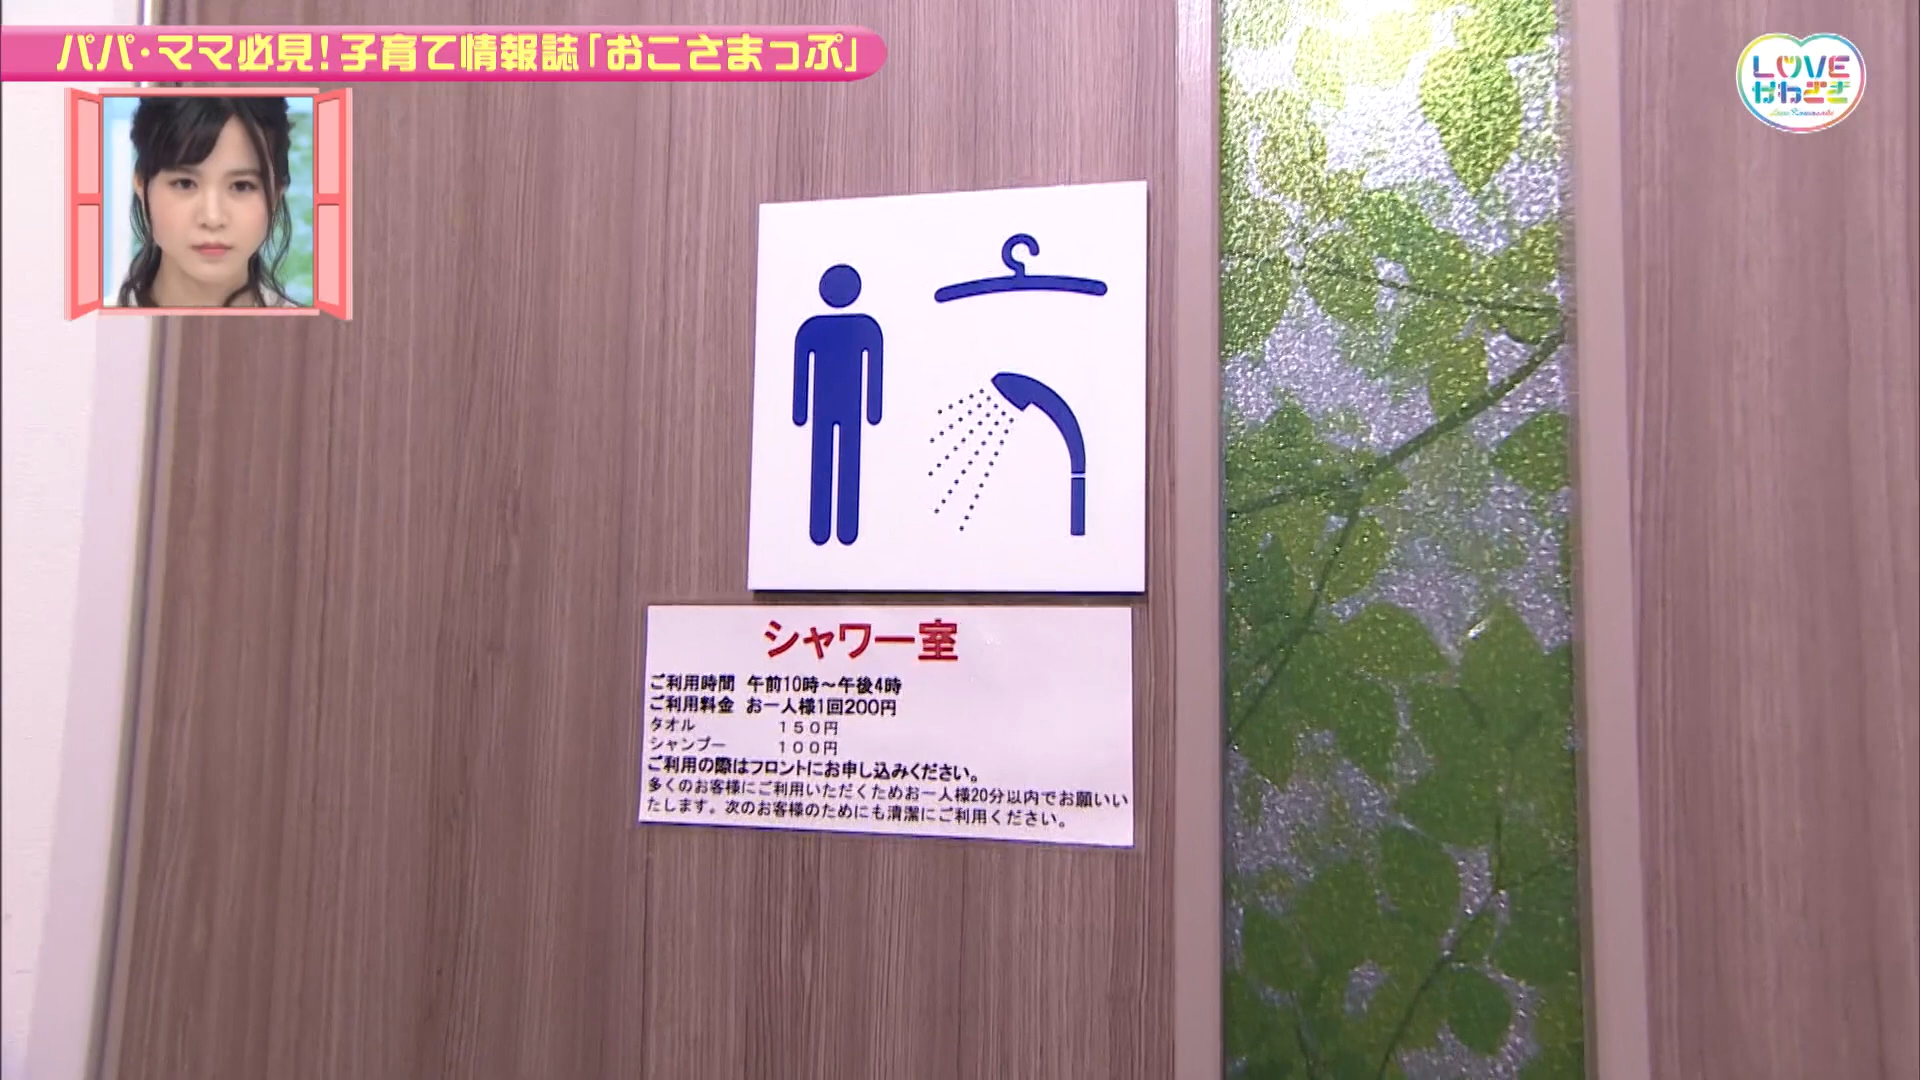 パパ・ママ必見！子育て情報誌「おこさまっぷ」
LOVE
かわさき
Love Kawasaki
シャワー室
ご利用時間 午前10時～午後4時
ご利用料金 お一人様1回200円
タオル 150円
シャンプー 100円
ご利用の際はフロントにお申し込みください。
多くのお客様にご利用いただくためお一人様20分以内でお願いい
たします。次のお客様のためにも清潔にご利用ください。